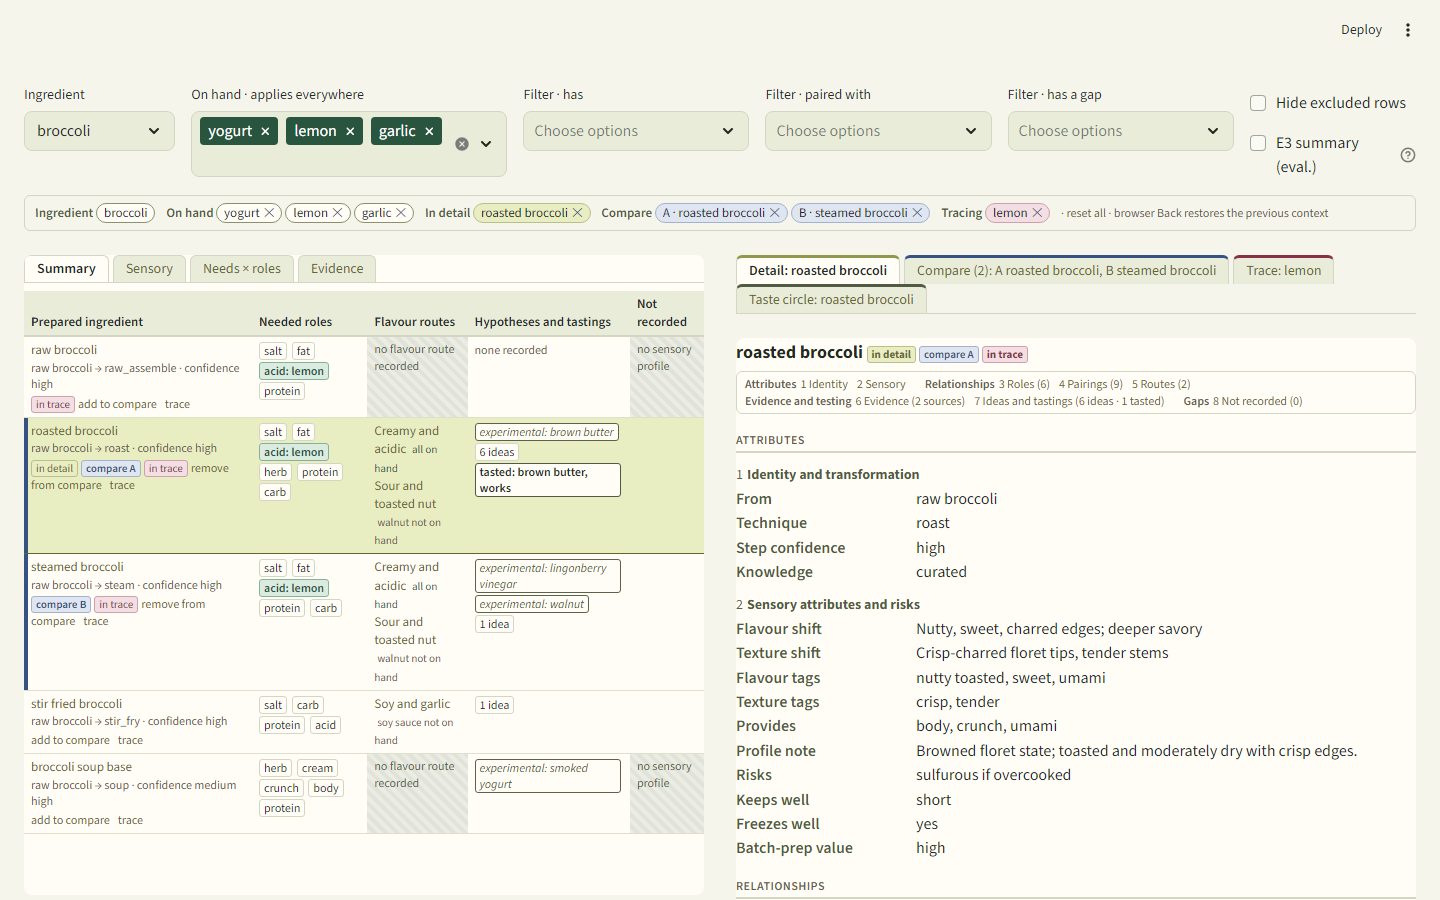 Deploy
Ingredient
On hand · applies everywhere
Filter · has
Filter · paired with
Filter · has a gap
broccoli
yogurt ×
lemon ×
garlic ×
Choose options
Choose options
Choose options
Hide excluded rows
E3 summary
(eval.)
Ingredient broccoli On hand yogurt × lemon × garlic × In detail roasted broccoli × Compare A · roasted broccoli × B · steamed broccoli × Tracing lemon × · reset all · browser Back restores the previous context
Summary
Sensory
Needs × roles
Evidence
Prepared ingredient
Needed roles
Flavour routes
Hypotheses and tastings
Not
recorded
raw broccoli
raw broccoli → raw_assemble · confidence
high
in trace add to compare trace
salt fat
acid: lemon
protein
no flavour route
recorded
none recorded
no sensory
profile
roasted broccoli
raw broccoli → roast · confidence high
in detail compare A in trace remove
from compare trace
salt fat
acid: lemon
herb protein
carb
Creamy and
acidic all on
hand
Sour and
toasted nut
walnut not on
hand
experimental: brown butter
6 ideas
tasted: brown butter,
works
steamed broccoli
raw broccoli → steam · confidence high
compare B in trace remove from
compare trace
salt fat
acid: lemon
protein carb
Creamy and
acidic all on
hand
Sour and
toasted nut
walnut not on
hand
experimental: lingonberry
vinegar
experimental: walnut
1 idea
stir fried broccoli
raw broccoli → stir_fry · confidence high
add to compare trace
salt carb
protein acid
Soy and garlic
soy sauce not on
hand
1 idea
broccoli soup base
raw broccoli → soup · confidence medium
high
add to compare trace
herb cream
crunch body
protein
no flavour route
recorded
experimental: smoked
yogurt
no sensory
profile
Detail: roasted broccoli
Compare (2): A roasted broccoli, B steamed broccoli
Trace: lemon
Taste circle: roasted broccoli
roasted broccoli in detail compare A in trace
Attributes 1 Identity 2 Sensory Relationships 3 Roles (6) 4 Pairings (9) 5 Routes (2)
Evidence and testing 6 Evidence (2 sources) 7 Ideas and tastings (6 ideas · 1 tasted) Gaps 8 Not recorded (0)
ATTRIBUTES
1 Identity and transformation
From raw broccoli
Technique roast
Step confidence high
Knowledge curated
2 Sensory attributes and risks
Flavour shift Nutty, sweet, charred edges; deeper savory
Texture shift Crisp-charred floret tips, tender stems
Flavour tags nutty toasted, sweet, umami
Texture tags crisp, tender
Provides body, crunch, umami
Profile note Browned floret state; toasted and moderately dry with crisp edges.
Risks sulfurous if overcooked
Keeps well short
Freezes well yes
Batch-prep value high
RELATIONSHIPS